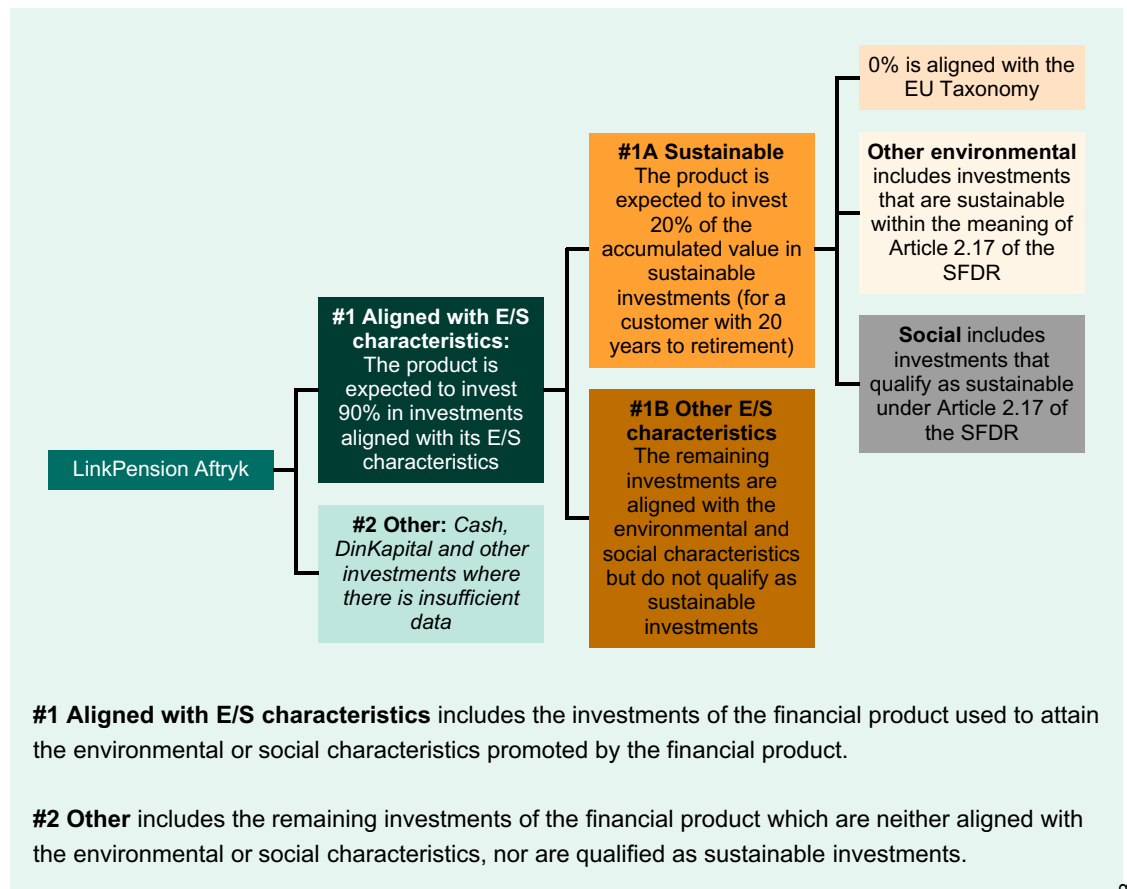 LinkPension Aftryk
#1 Aligned with E/S
characteristics:
The product is
expected to invest
90% in investments
aligned with its E/S
characteristics
#2 Other: Cash,
DinKapital and other
investments where
there is insufficient
data
#1A Sustainable
The product is
expected to invest
20% of the
accumulated value in
sustainable
investments (for a
customer with 20
years to retirement)
#1B Other E/S
characteristics
The remaining
investments are
aligned with the
environmental and
social characteristics
but do not qualify as
sustainable
investments
0% is aligned with the
EU Taxonomy
Other environmental
includes investments
that are sustainable
within the meaning of
Article 2.17 of the
SFDR
Social includes
investments that
qualify as sustainable
under Article 2.17 of
the SFDR
#1 Aligned with E/S characteristics includes the investments of the financial product used to attain
the environmental or social characteristics promoted by the financial product.
#2 Other includes the remaining investments of the financial product which are neither aligned with
the environmental or social characteristics, nor are qualified as sustainable investments.